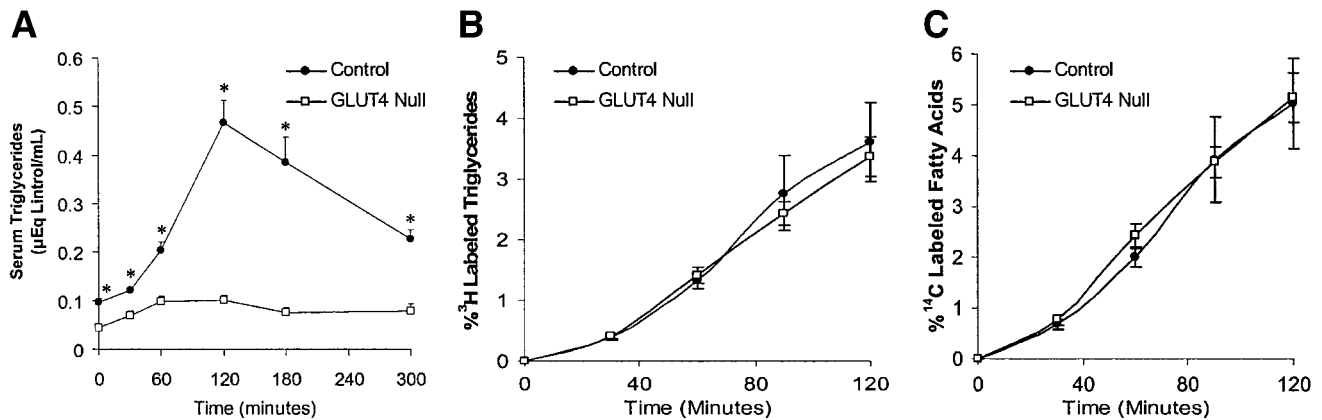 A
Serum Triglycerides
(µEq Lintrol/mL)
0.6
0.5
0.4
0.3
0.2
0.1
0
Control
GLUT4 Null
*
*
*
*
*
*
0 60 120 180 240 300
Time (minutes)
B
%³H Labeled Triglycerides
5
4
3
2
1
0
Control
GLUT4 Null
0 40 80 120
Time (Minutes)
C
%¹⁴C Labeled Fatty Acids
6
5
4
3
2
1
0
Control
GLUT4 Null
0 40 80 120
Time (Minutes)